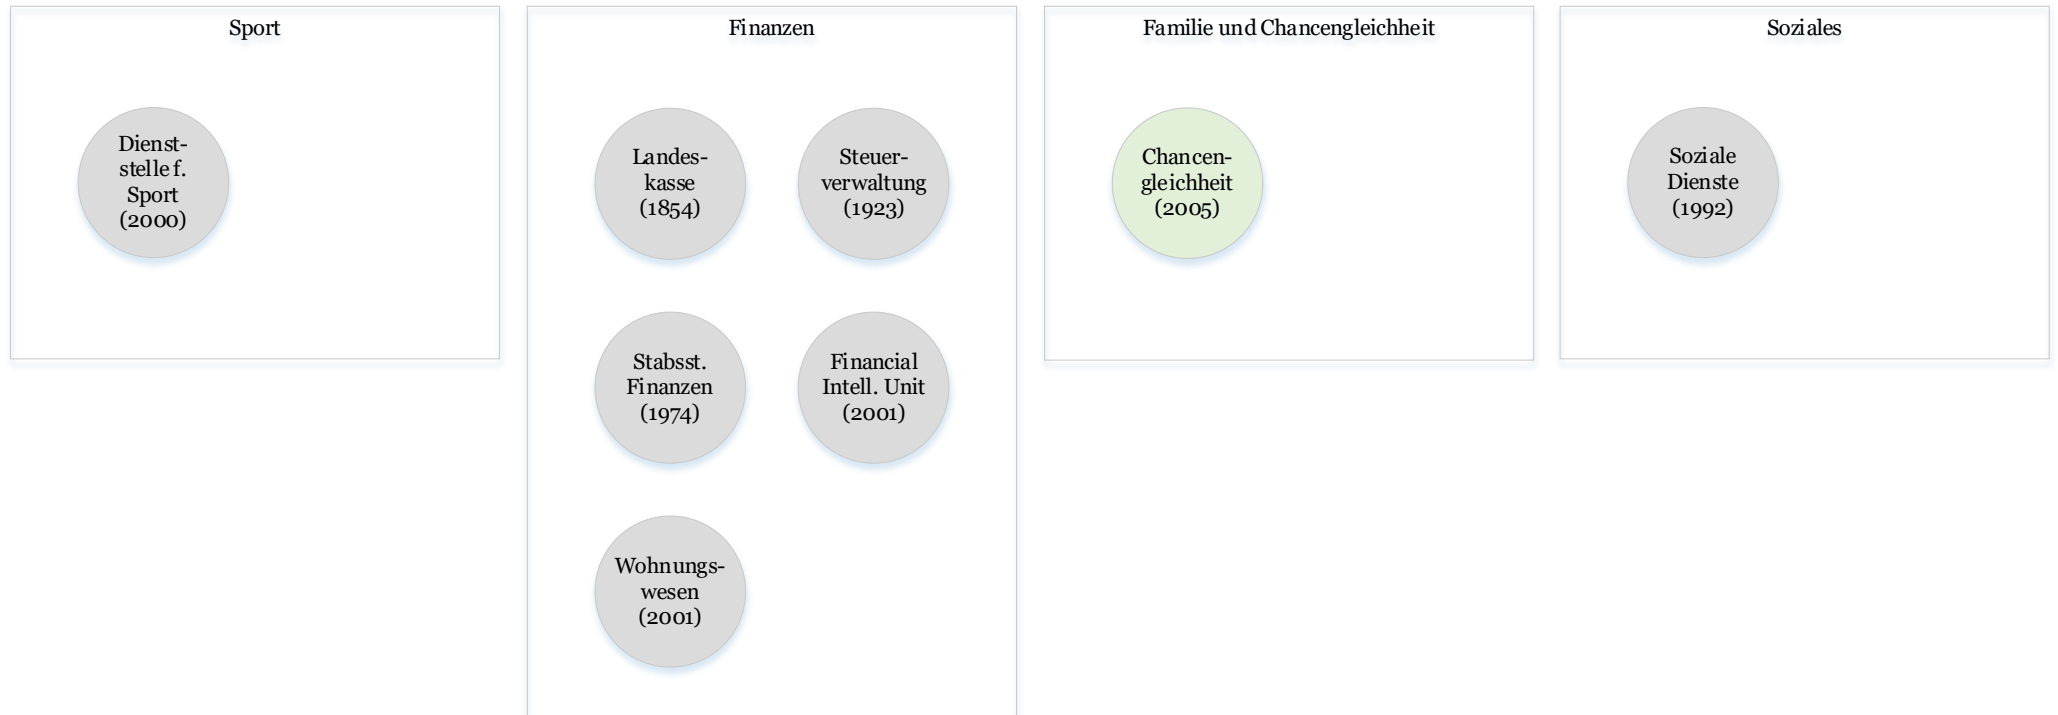 Sport
Dienst-
stelle f.
Sport
(2000)
Finanzen
Landes-
kasse
(1854)
Steuer-
verwaltung
(1923)
Stabsst.
Finanzen
(1974)
Financial
Intell. Unit
(2001)
Wohnungs-
wesen
(2001)
Familie und Chancengleichheit
Chancen-
gleichheit
(2005)
Soziales
Soziale
Dienste
(1992)